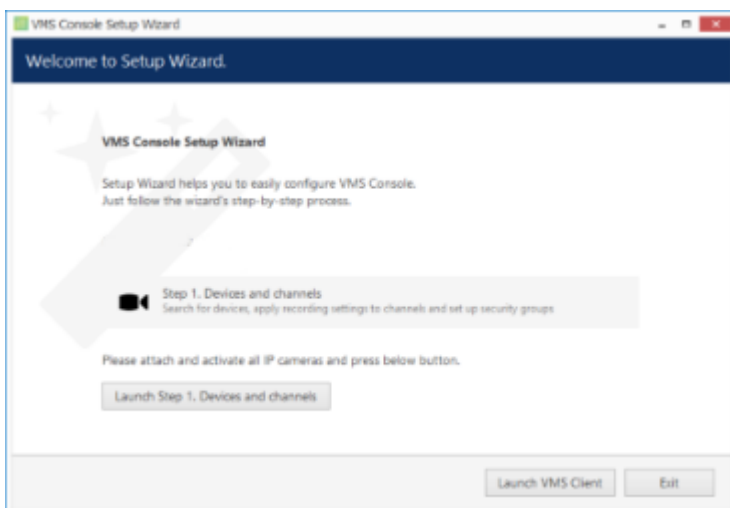 VMS Console Setup Wizard
Welcome to Setup Wizard.
VMS Console Setup Wizard
Setup Wizard helps you to easily configure VMS Console.
Just follow the wizard's step-by-step process.
Step 1. Devices and channels
Search for devices, apply recording settings to channels and set up security groups
Please attach and activate all IP cameras and press below button.
Launch Step 1. Devices and channels
Launch VMS Client
Exit